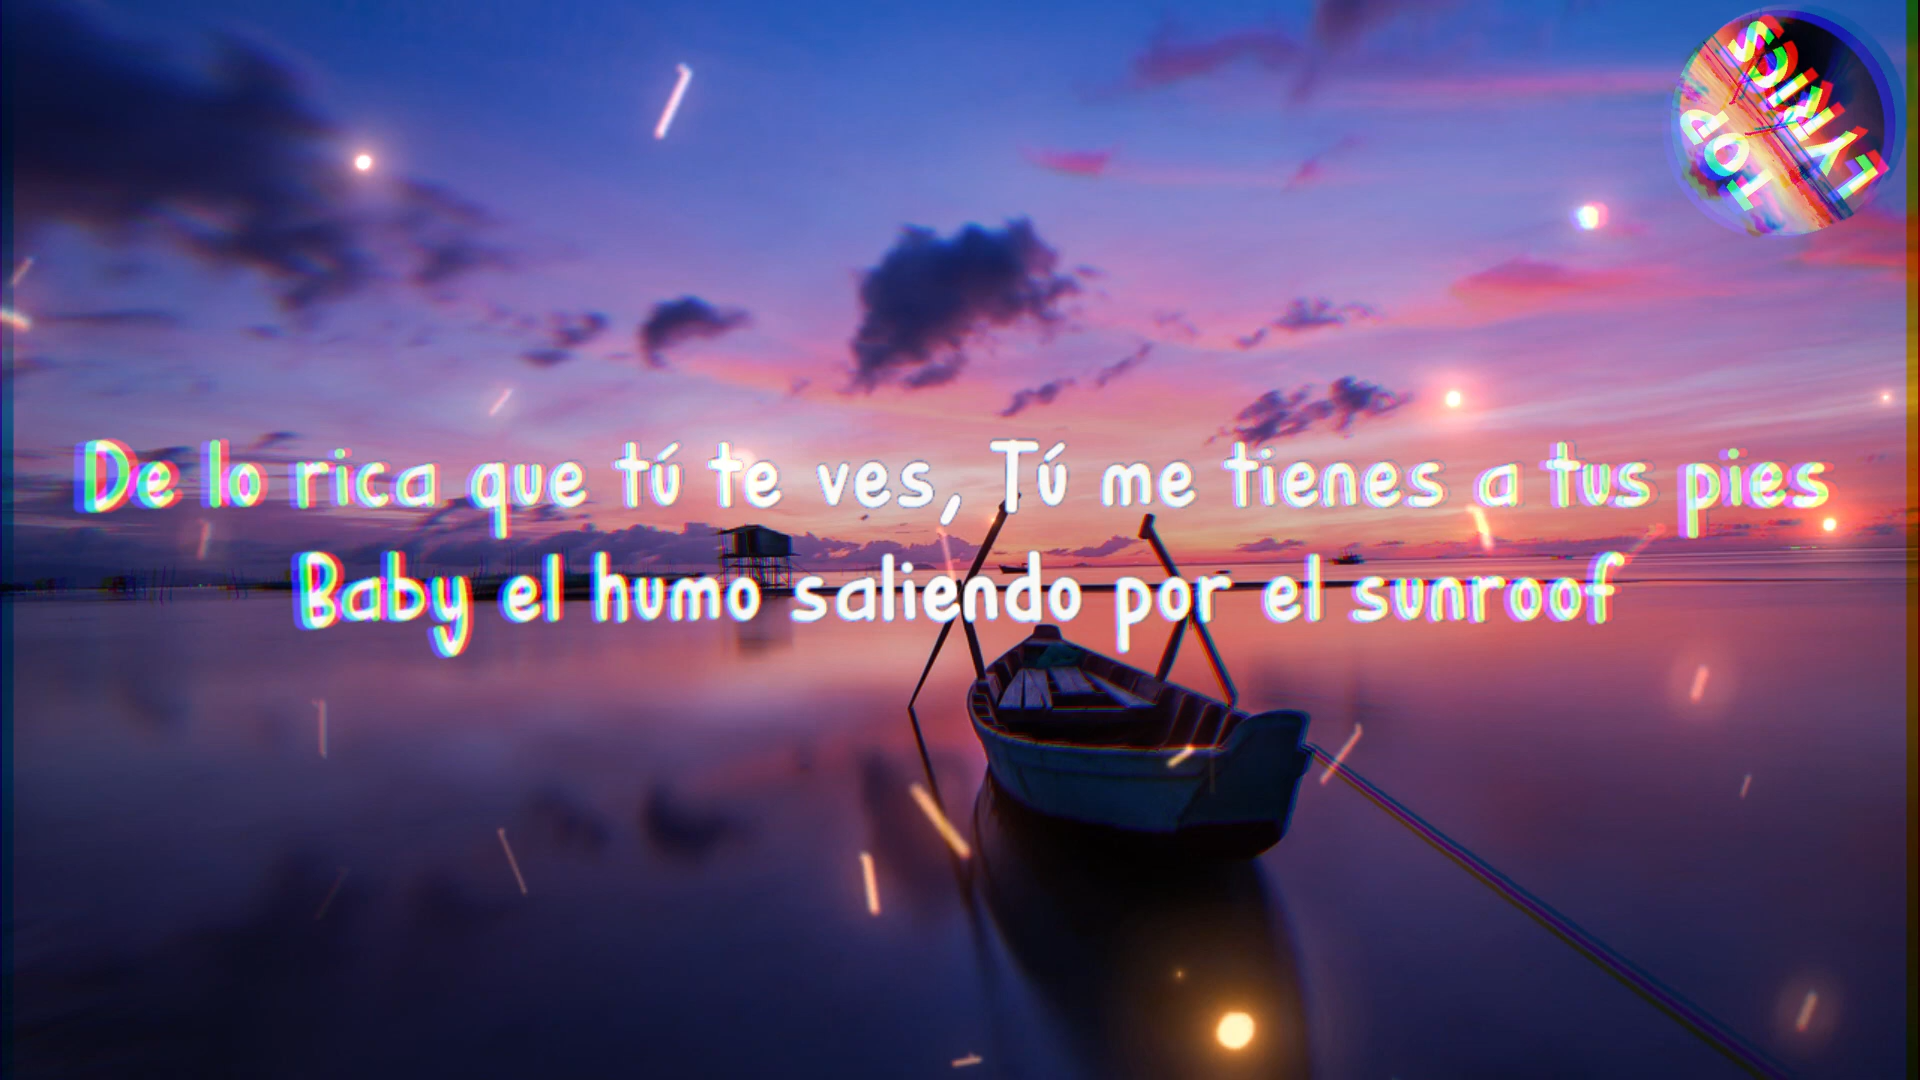 De lo rica que tú te ves, Tú me tienes a tus pies
Baby el humo saliendo por el sunroof
TOP
LYRICS